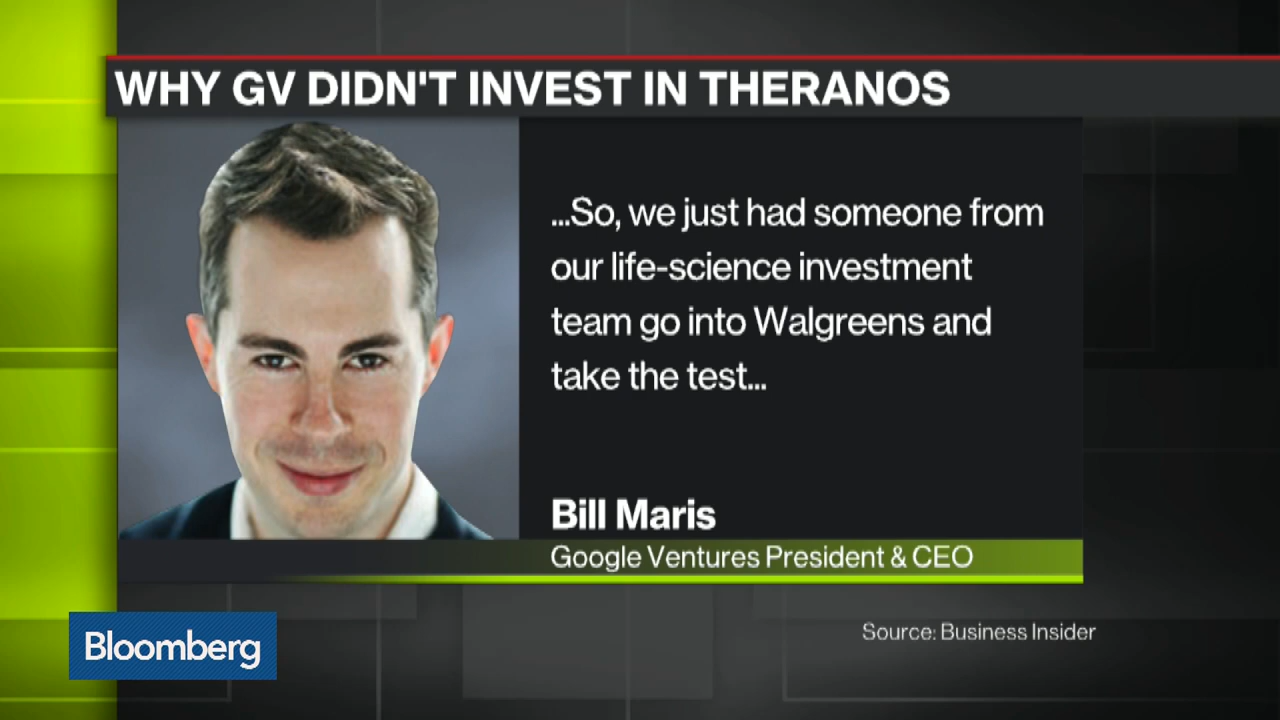 WHY GV DIDN'T INVEST IN THERANOS
...So, we just had someone from
our life-science investment
team go into Walgreens and
take the test...
Bill Maris
Google Ventures President & CEO
Source: Business Insider
Bloomberg